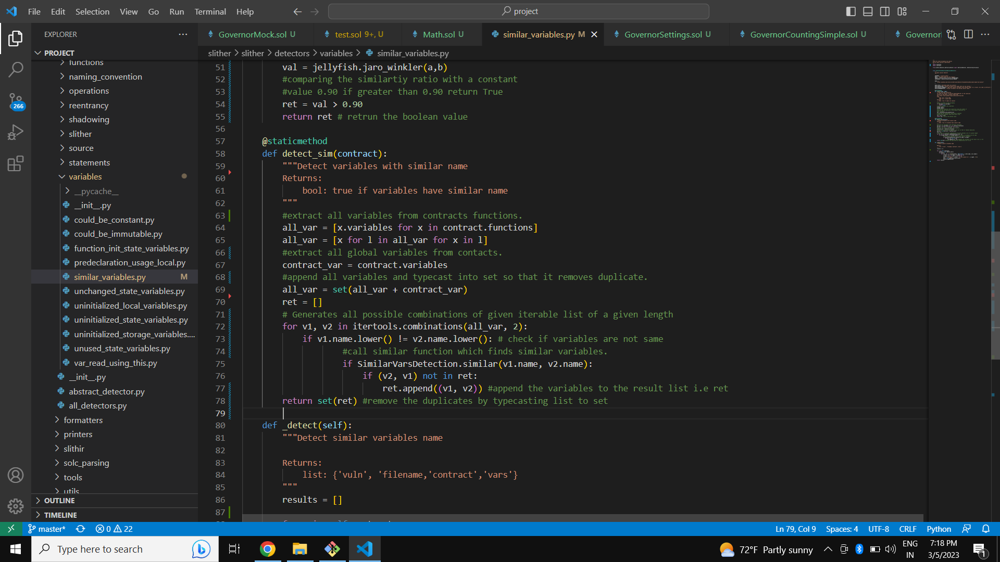 File Edit Selection View Go Run Terminal Help
project
EXPLORER
PROJECT
functions
naming_convention
operations
reentrancy
shadowing
slither
source
statements
variables
__pycache__
__init__.py
could_be_constant.py
could_be_immutable.py
function_init_state_variables.py
predeclaration_usage_local.py
similar_variables.py M
unchanged_state_variables.py
uninitialized_local_variables.py
uninitialized_state_variables.py
uninitialized_storage_variables....
unused_state_variables.py
var_read_using_this.py
__init__.py
abstract_detector.py
all_detectors.py
formatters
printers
slithir
solc_parsing
tools
utils
OUTLINE
TIMELINE
266
GovernorMock.sol U
test.sol 9+, U
Math.sol U
similar_variables.py M
GovernorSettings.sol U
GovernorCountingSimple.sol U
Governor
slither > slither > detectors > variables > similar_variables.py
51 val = jellyfish.jaro_winkler(a,b)
52 #comparing the similartiy ratio with a constant
53 #value 0.90 if greater than 0.90 return True
54 ret = val > 0.90
55 return ret # retrun the boolean value
56
57 @staticmethod
58 def detect_sim(contract):
59 """Detect variables with similar name
60 Returns:
61 bool: true if variables have similar name
62 """
63 #extract all variables from contracts functions.
64 all_var = [x.variables for x in contract.functions]
65 all_var = [x for l in all_var for x in l]
66 #extract all global variables from contacts.
67 contract_var = contract.variables
68 #append all variables and typecast into set so that it removes duplicate.
69 all_var = set(all_var + contract_var)
70 ret = []
71 # Generates all possible combinations of given iterable list of a given length
72 for v1, v2 in itertools.combinations(all_var, 2):
73 if v1.name.lower() != v2.name.lower(): # check if variables are not same
74 #call similar function which finds similar variables.
75 if SimilarVarsDetection.similar(v1.name, v2.name):
76 if (v2, v1) not in ret:
77 ret.append((v1, v2)) #append the variables to the result list i.e ret
78 return set(ret) #remove the duplicates by typecasting list to set
79
80 def _detect(self):
81 """Detect similar variables name
82
83 Returns:
84 list: {'vuln', 'filename,'contract','vars'}
85 """
86 results = []
87
master* 0 22
Ln 79, Col 9 Spaces: 4 UTF-8 CRLF Python
Type here to search
72°F Partly sunny
ENG
IN
7:18 PM
3/5/2023
1